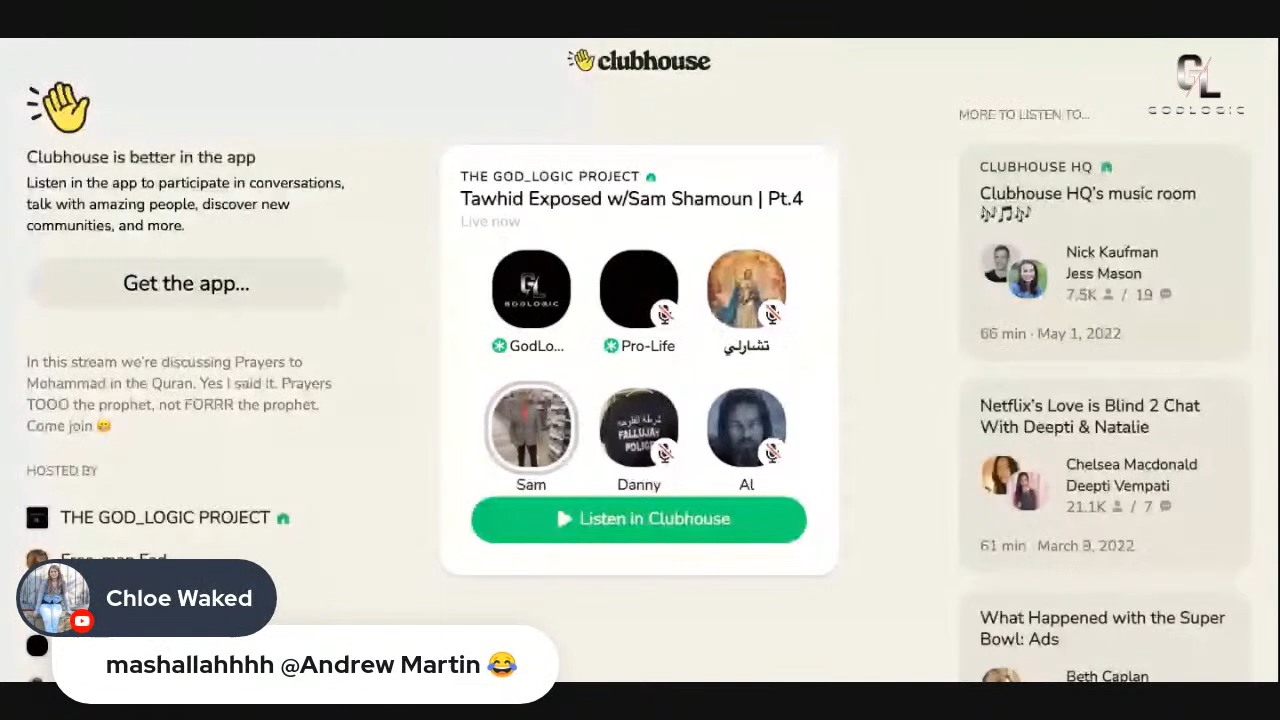 clubhouse
GL
GODLOGIC
Clubhouse is better in the app
Listen in the app to participate in conversations,
talk with amazing people, discover new
communities, and more.
Get the app...
In this stream we're discussing Prayers to
Mohammad in the Quran. Yes I said it. Prayers
TOOO the prophet, not FORRR the prophet.
Come join 😁
HOSTED BY
THE GOD_LOGIC PROJECT
THE GOD_LOGIC PROJECT
Tawhid Exposed w/Sam Shamoun | Pt.4
Live now
GL
GODLOGIC
GodLo...
Pro-Life
تشارلي
FALLUJAH
POLICE
Sam
Danny
Al
Listen in Clubhouse
MORE TO LISTEN TO...
CLUBHOUSE HQ
Clubhouse HQ's music room
🎶🎵🎶
Nick Kaufman
Jess Mason
7.5K / 19
66 min · May 1, 2022
Netflix's Love is Blind 2 Chat
With Deepti & Natalie
Chelsea Macdonald
Deepti Vempati
21.1K / 7
61 min · March 9, 2022
What Happened with the Super
Bowl: Ads
Beth Caplan
Chloe Waked
mashallahhhh @Andrew Martin 😂